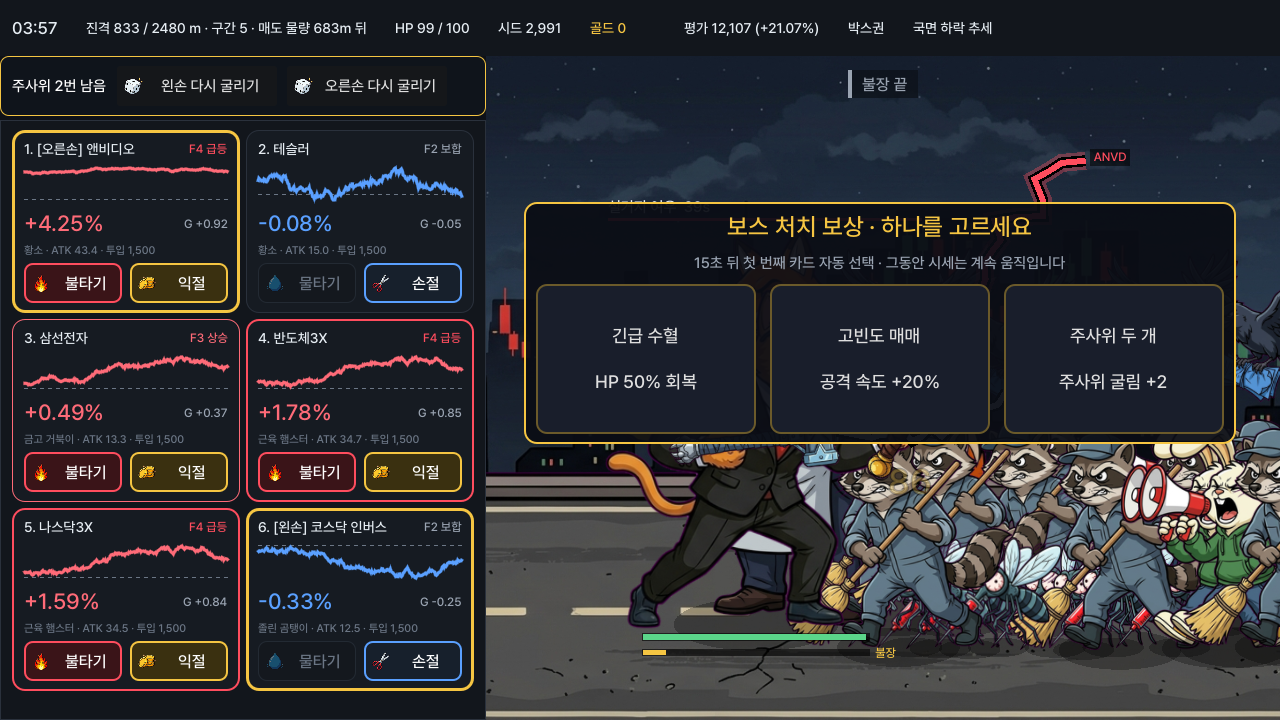 03:57 진격 833 / 2480 m · 구간 5 · 매도 물량 683m 뒤 HP 99 / 100 시드 2,991 골드 0 평가 12,107 (+21.07%) 박스권 국면 하락 추세
주사위 2번 남음 왼손 다시 굴리기 오른손 다시 굴리기
불장 끝
1. [오른손] 앤비디오 F4 급등
+4.25% G +0.92
황소 · ATK 43.4 · 투입 1,500
불타기 익절
2. 테슬러 F2 보합
-0.08% G -0.05
황소 · ATK 15.0 · 투입 1,500
물타기 손절
3. 삼선전자 F3 상승
+0.49% G +0.37
금고 거북이 · ATK 13.3 · 투입 1,500
불타기 익절
4. 반도체3X F4 급등
+1.78% G +0.85
근육 햄스터 · ATK 34.7 · 투입 1,500
불타기 익절
5. 나스닥3X F4 급등
+1.59% G +0.84
근육 햄스터 · ATK 34.5 · 투입 1,500
불타기 익절
6. [왼손] 코스닥 인버스 F2 보합
-0.33% G -0.25
졸린 곰탱이 · ATK 12.5 · 투입 1,500
물타기 손절
ANVD
보스 처치 보상 · 하나를 고르세요
15초 뒤 첫 번째 카드 자동 선택 · 그동안 시세는 계속 움직입니다
긴급 수혈
HP 50% 회복
고빈도 매매
공격 속도 +20%
주사위 두 개
주사위 굴림 +2
불장